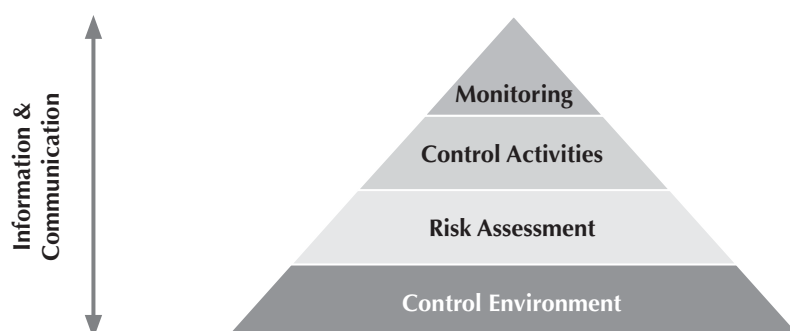 Information &
Communication
Monitoring
Control Activities
Risk Assessment
Control Environment